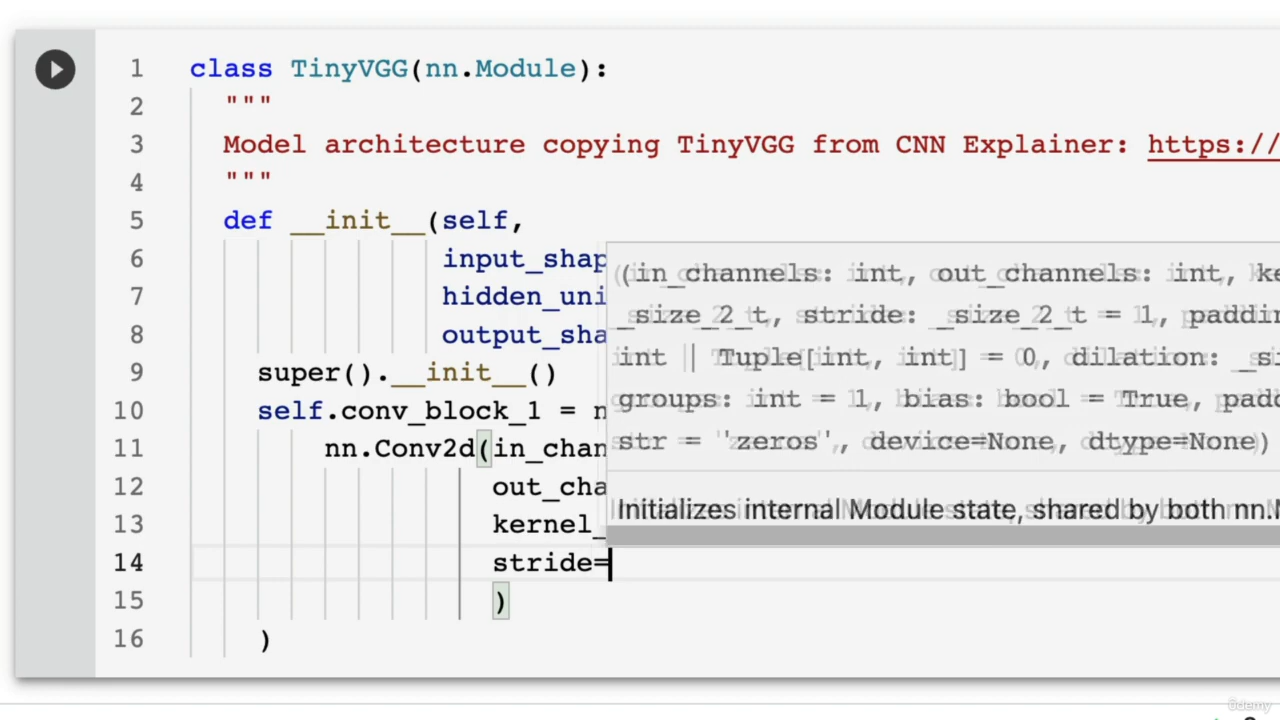 1 class TinyVGG(nn.Module):
2 """
3 Model architecture copying TinyVGG from CNN Explainer: https://
4 """
5 def __init__(self,
6 input_shap
7 hidden_uni
8 output_sha
9 super().__init__()
10 self.conv_block_1 = n
11 nn.Conv2d(in_chan
12 out_cha
13 kernel_
14 stride=
15 )
16 )
(in_channels: int, out_channels: int, ke
_size_2_t, stride: _size_2_t = 1, paddin
int | Tuple[int, int] = 0, dilation: _si
groups: int = 1, bias: bool = True, padd
str = 'zeros', device=None, dtype=None)
Initializes internal Module state, shared by both nn.M
ûdemy